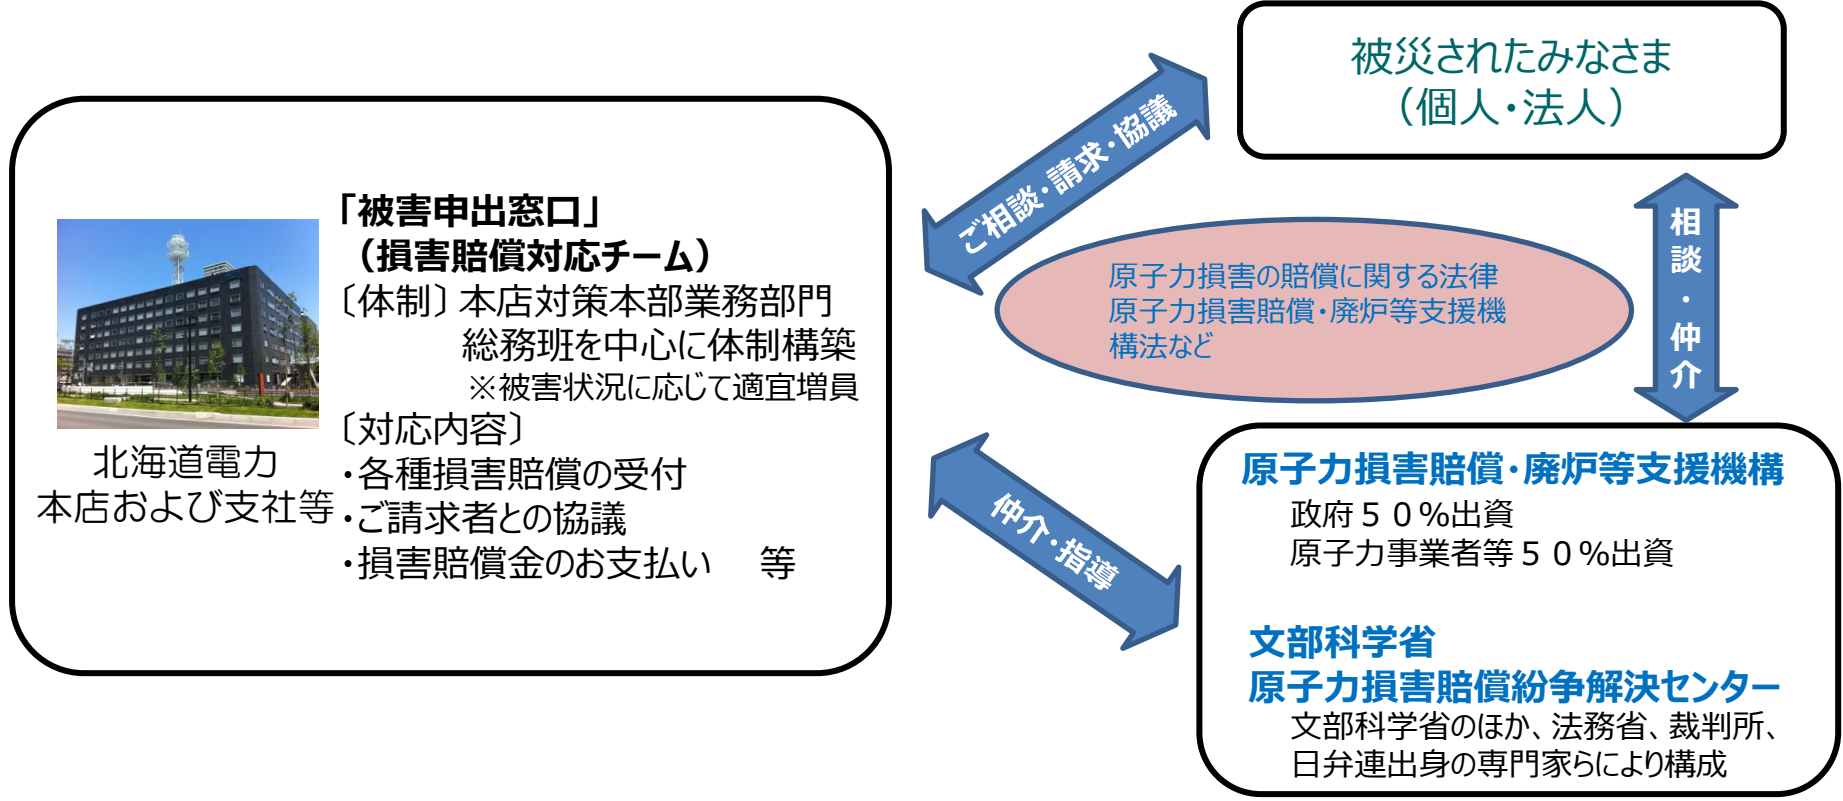 被災されたみなさま
（個人・法人）
ご相談・請求・協議
「被害申出窓口」
（損害賠償対応チーム）
〔体制〕本店対策本部業務部門
総務班を中心に体制構築
※被害状況に応じて適宜増員
〔対応内容〕
・各種損害賠償の受付
・ご請求者との協議
・損害賠償金のお支払い　等
北海道電力
本店および支社等
原子力損害の賠償に関する法律
原子力損害賠償・廃炉等支援機
構法など
相談・仲介
仲介・指導
原子力損害賠償・廃炉等支援機構
政府５０％出資
原子力事業者等５０％出資
文部科学省
原子力損害賠償紛争解決センター
文部科学省のほか、法務省、裁判所、
日弁連出身の専門家らにより構成